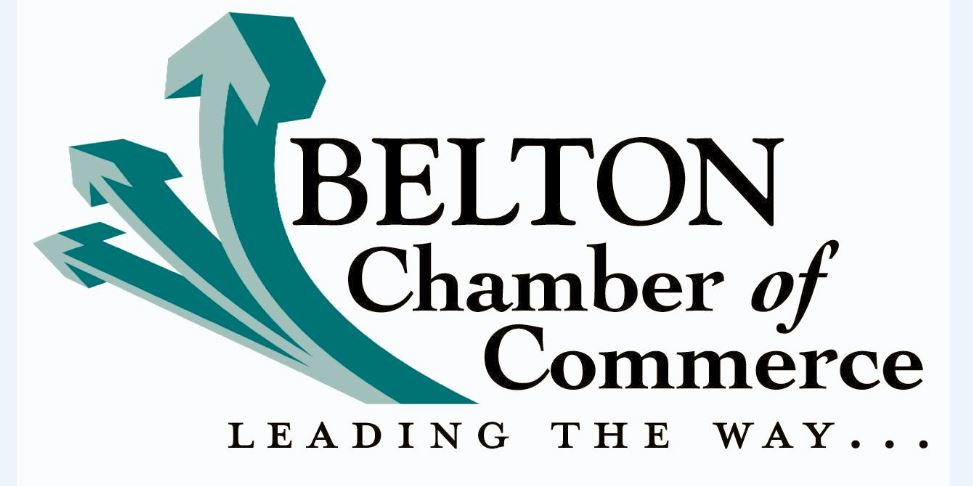 BELTON
Chamber of
Commerce
LEADING THE WAY...